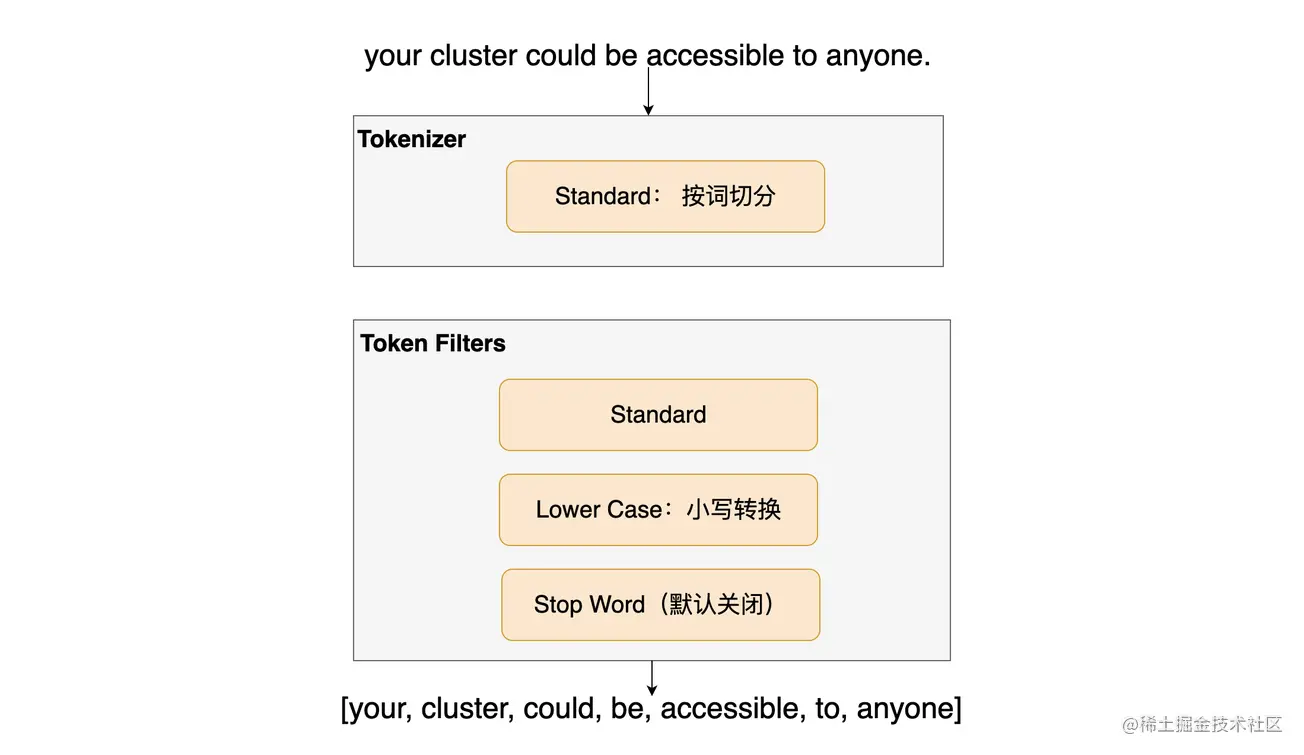 your cluster could be accessible to anyone.
Tokenizer
Standard： 按词切分
Token Filters
Standard
Lower Case：小写转换
Stop Word（默认关闭）
[your, cluster, could, be, accessible, to, anyone]
@稀土掘金技术社区